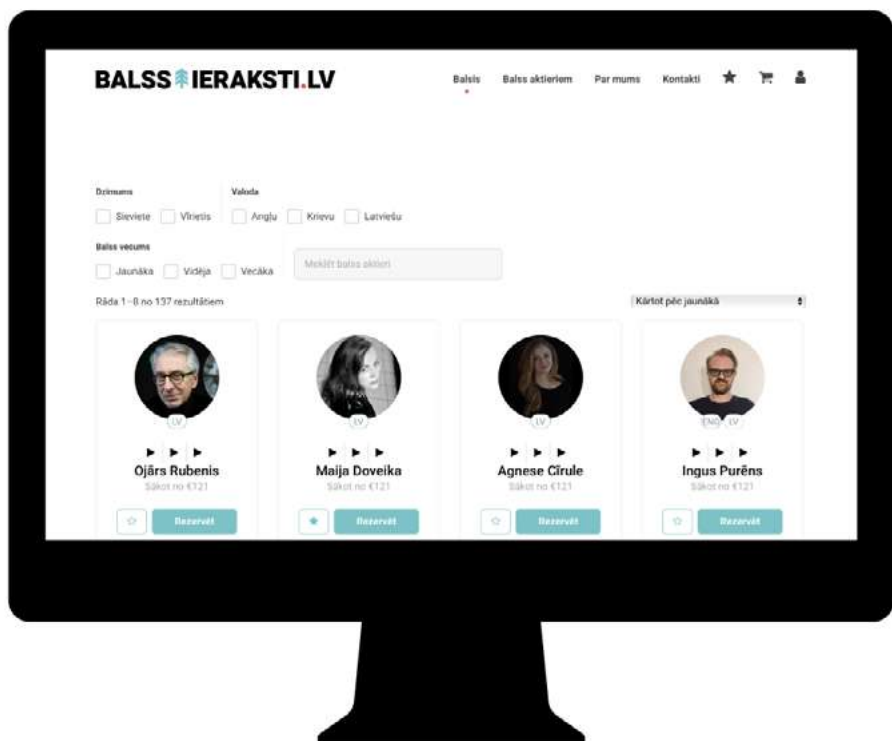 BALSS IERAKSTI.LV
Balsis Balss aktieriem Par mums Kontakti
Dzimums Valoda
Sieviete Vīrietis Angļu Krievu Latviešu
Balss vecums
Jaunāka Vidēja Vecāka Meklēt balss aktieri
Rāda 1–8 no 137 rezultātiem Kārtot pēc jaunākā
LV LV LV ENG LV
Ojārs Rubenis Maija Doveika Agnese Cīrule Ingus Purēns
Sākot no €121 Sākot no €121 Sākot no €121 Sākot no €121
Rezervēt Rezervēt Rezervēt Rezervēt